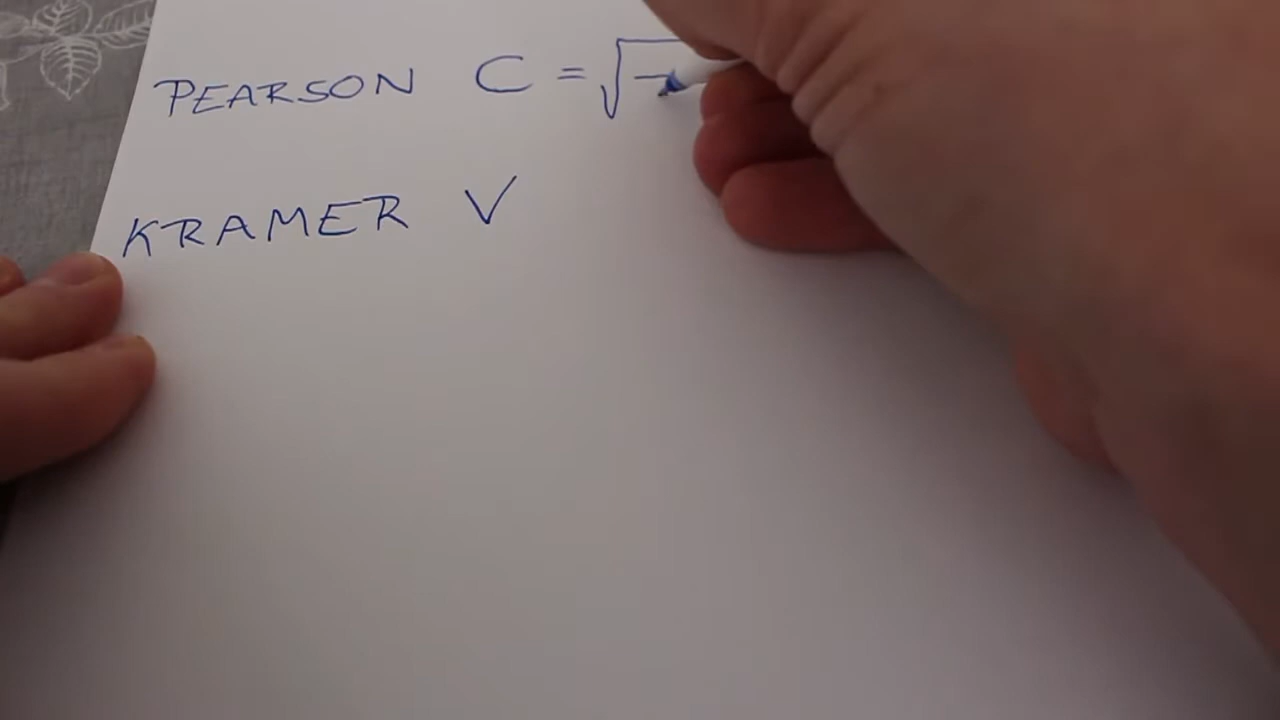 PEARSON C = √
KRAMER V